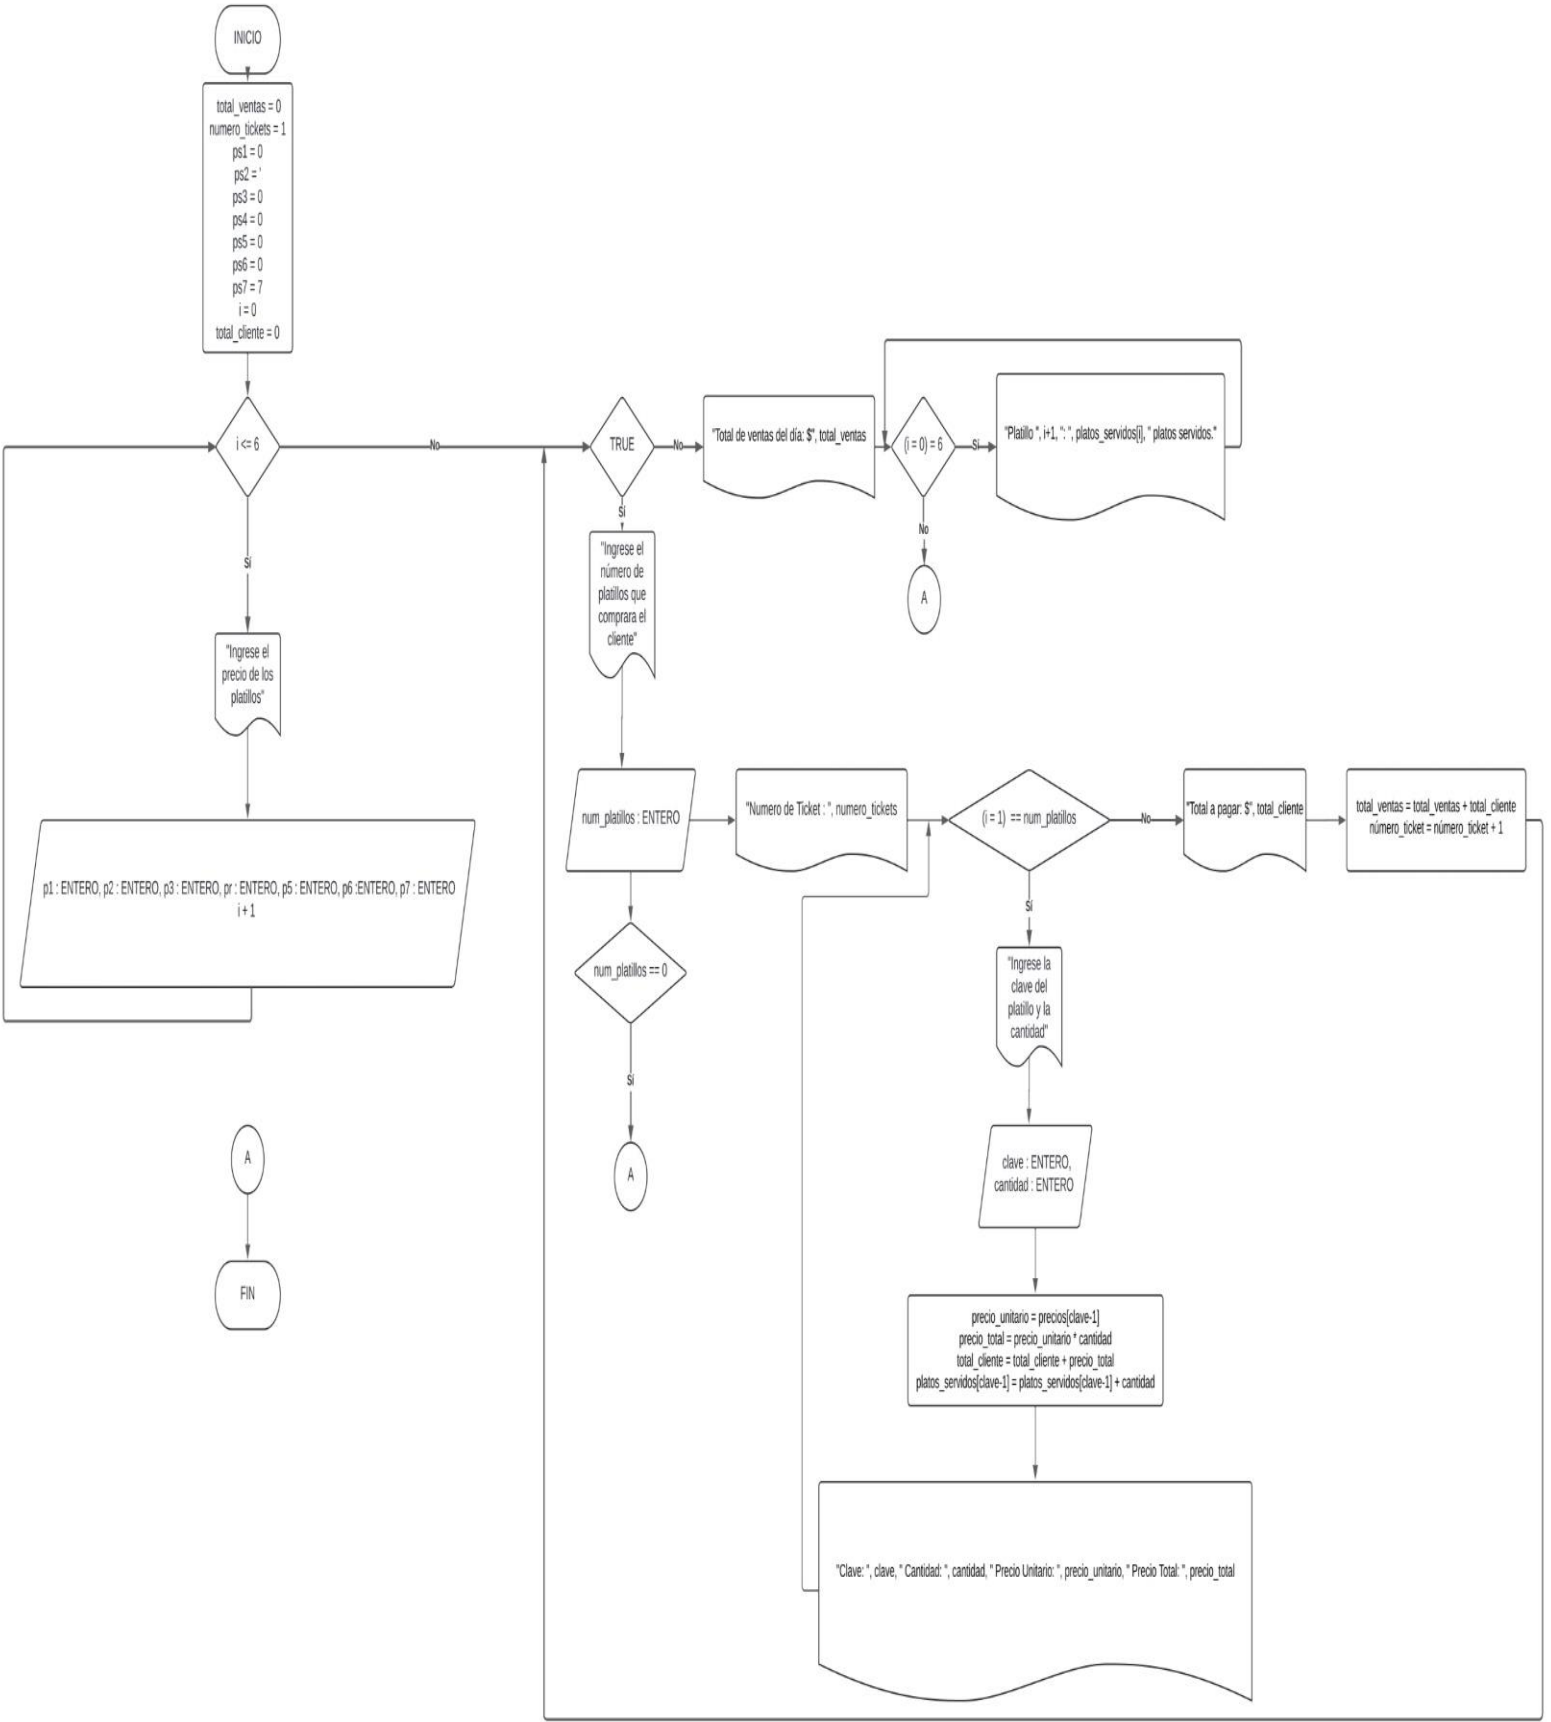 INICIO
total_ventas = 0
numero_tickets = 1
ps1 = 0
ps2 = '
ps3 = 0
ps4 = 0
ps5 = 0
ps6 = 0
ps7 = 7
i = 0
total_cliente = 0
i <= 6
No
Sí
"Ingrese el
precio de los
platillos"
p1 : ENTERO, p2 : ENTERO, p3 : ENTERO, pr : ENTERO, p5 : ENTERO, p6 :ENTERO, p7 : ENTERO
i + 1
A
FIN
TRUE
No
"Total de ventas del día: $", total_ventas
(i = 0) = 6
Sí
"Platillo ", i+1, ": ", platos_servidos[i], " platos servidos."
No
A
Sí
"Ingrese el
número de
platillos que
comprara el
cliente"
num_platillos : ENTERO
num_platillos == 0
Sí
A
"Numero de Ticket : ", numero_tickets
(i = 1) == num_platillos
No
"Total a pagar: $", total_cliente
total_ventas = total_ventas + total_cliente
número_ticket = número_ticket + 1
Sí
"Ingrese la
clave del
platillo y la
cantidad"
clave : ENTERO,
cantidad : ENTERO
precio_unitario = precios[clave-1]
precio_total = precio_unitario * cantidad
total_cliente = total_cliente + precio_total
platos_servidos[clave-1] = platos_servidos[clave-1] + cantidad
"Clave: ", clave, " Cantidad: ", cantidad, " Precio Unitario: ", precio_unitario, " Precio Total: ", precio_total